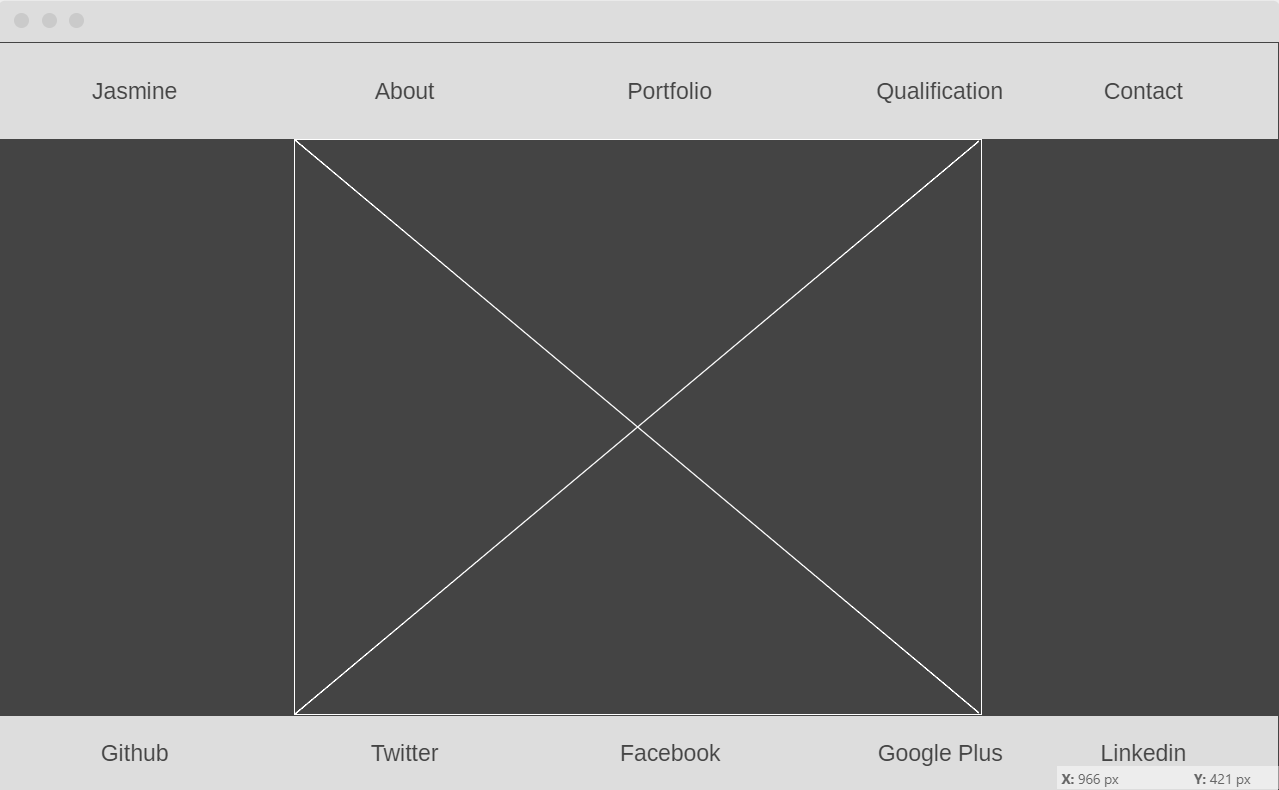 Jasmine About Portfolio Qualification Contact
Github Twitter Facebook Google Plus Linkedin
X: 966 px Y: 421 px